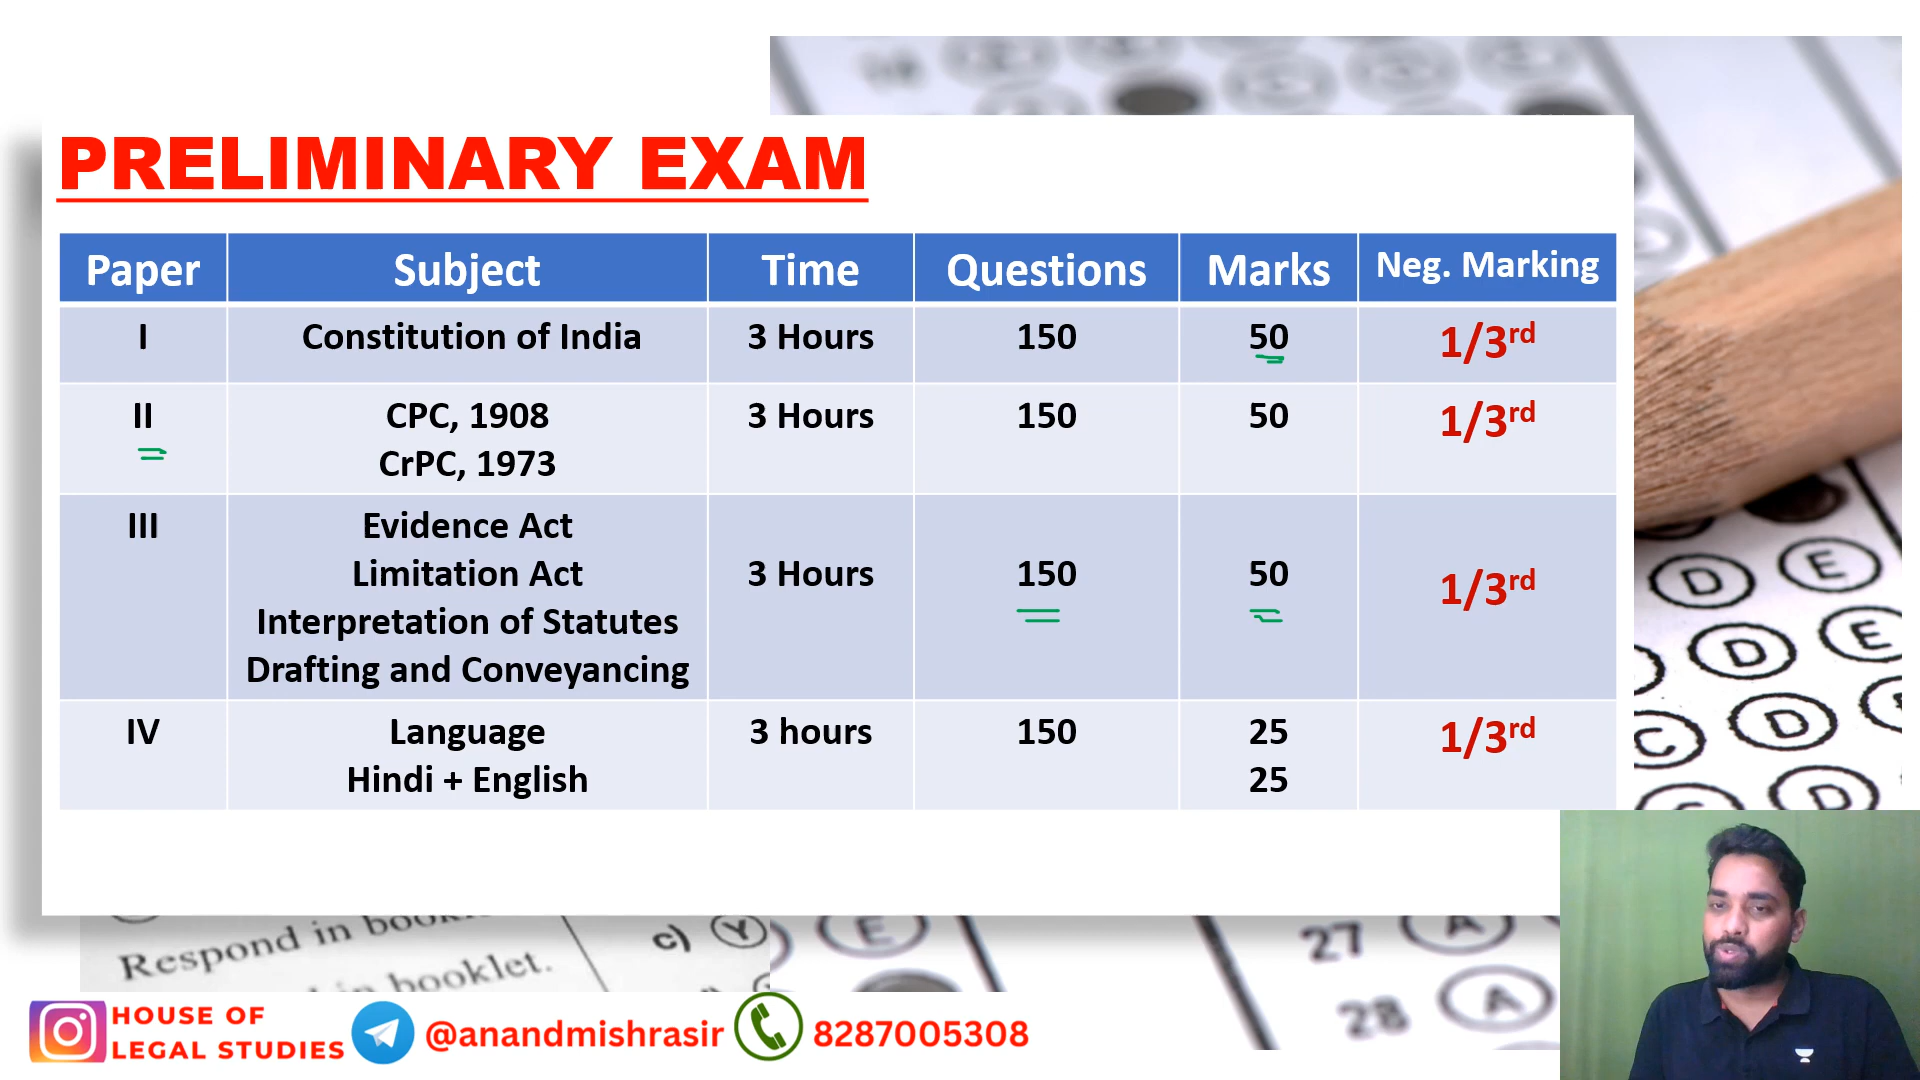 PRELIMINARY EXAM
Paper Subject Time Questions Marks Neg. Marking
I Constitution of India 3 Hours 150 50 1/3rd
II CPC, 1908 3 Hours 150 50 1/3rd
CrPC, 1973
III Evidence Act
Limitation Act 3 Hours 150 50 1/3rd
Interpretation of Statutes
Drafting and Conveyancing
IV Language 3 hours 150 25 1/3rd
Hindi + English 25
D E
D E
C D
D
Respond in
in booklet.
c) Y
E
27 A
28 A
HOUSE OF
LEGAL STUDIES
@anandmishrasir
8287005308